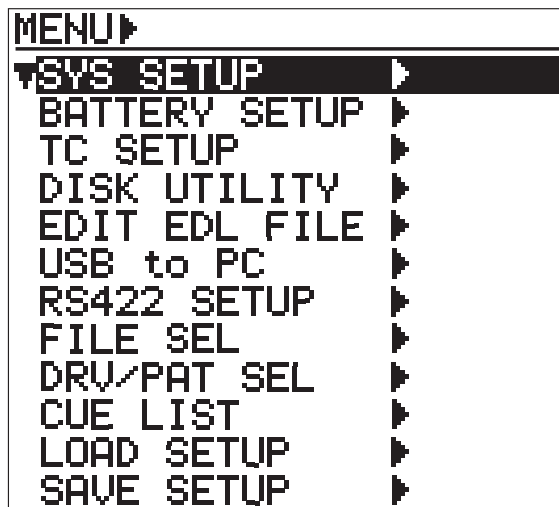 MENU
SYS SETUP
BATTERY SETUP
TC SETUP
DISK UTILITY
EDIT EDL FILE
USB to PC
RS422 SETUP
FILE SEL
DRV/PAT SEL
CUE LIST
LOAD SETUP
SAVE SETUP